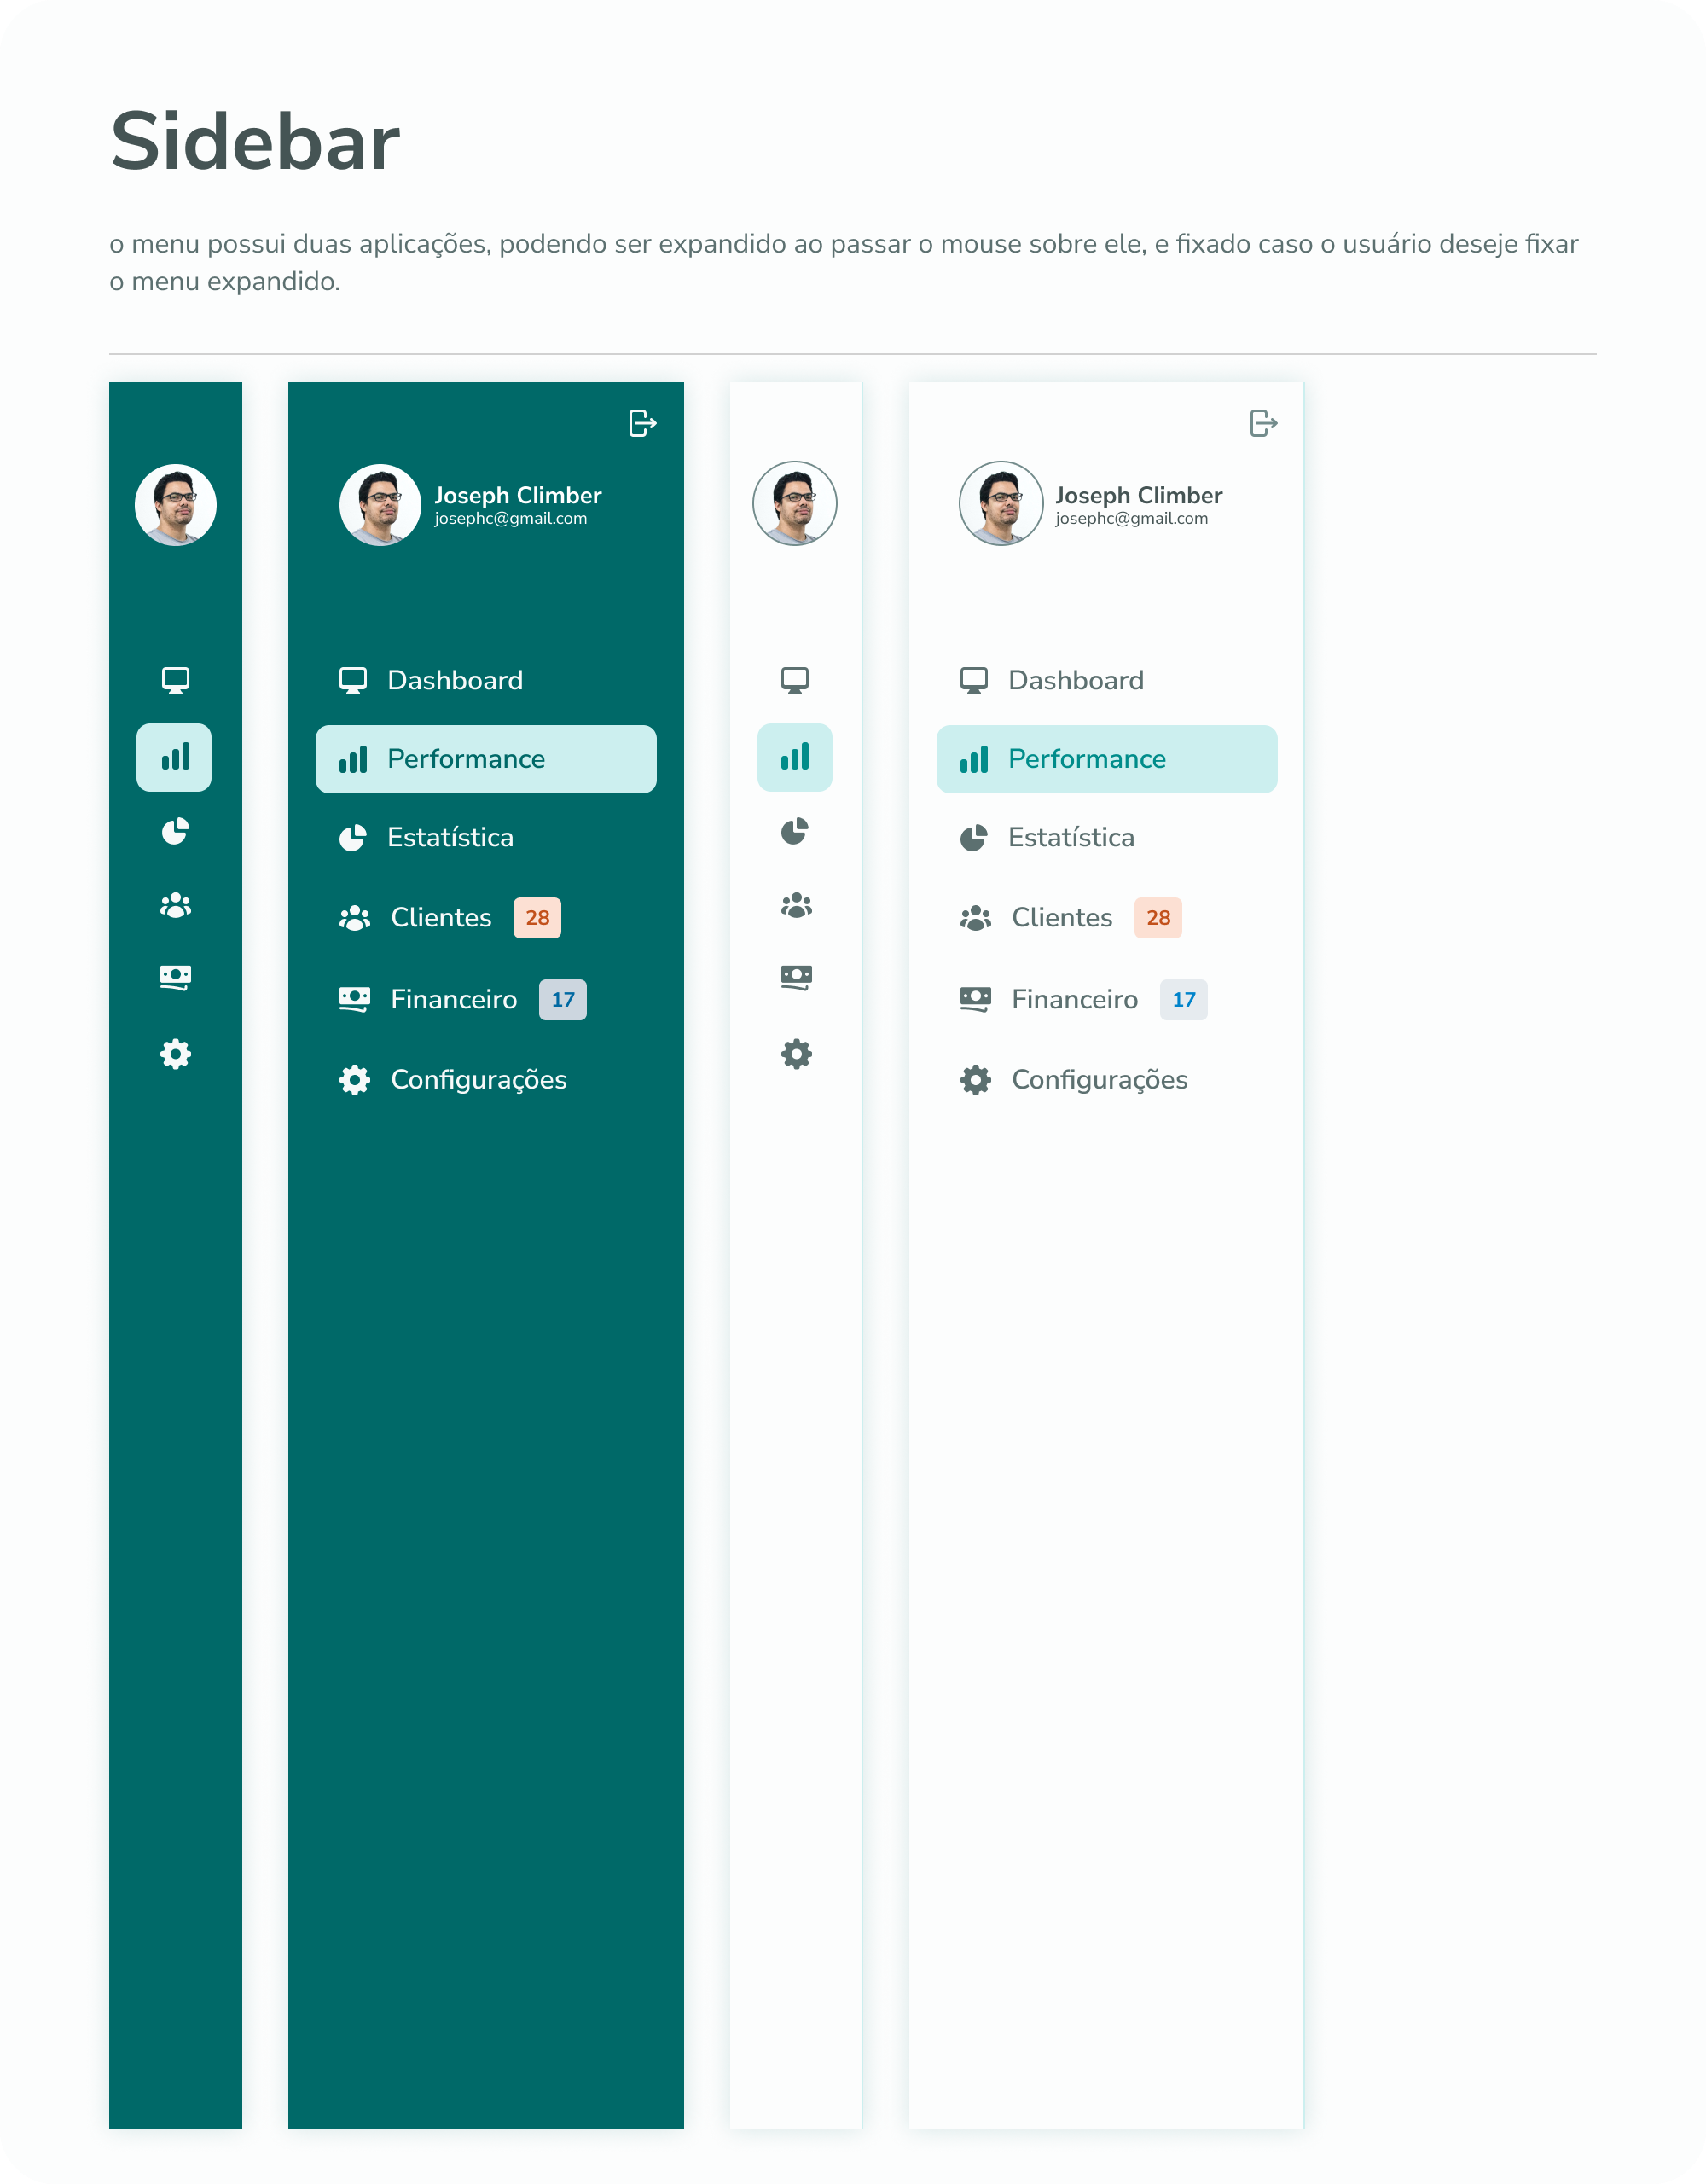 Sidebar
o menu possui duas aplicações, podendo ser expandido ao passar o mouse sobre ele, e fixado caso o usuário deseje fixar
o menu expandido.
Joseph Climber
josephc@gmail.com
Dashboard
Performance
Estatística
Clientes 28
Financeiro 17
Configurações
Joseph Climber
josephc@gmail.com
Dashboard
Performance
Estatística
Clientes 28
Financeiro 17
Configurações